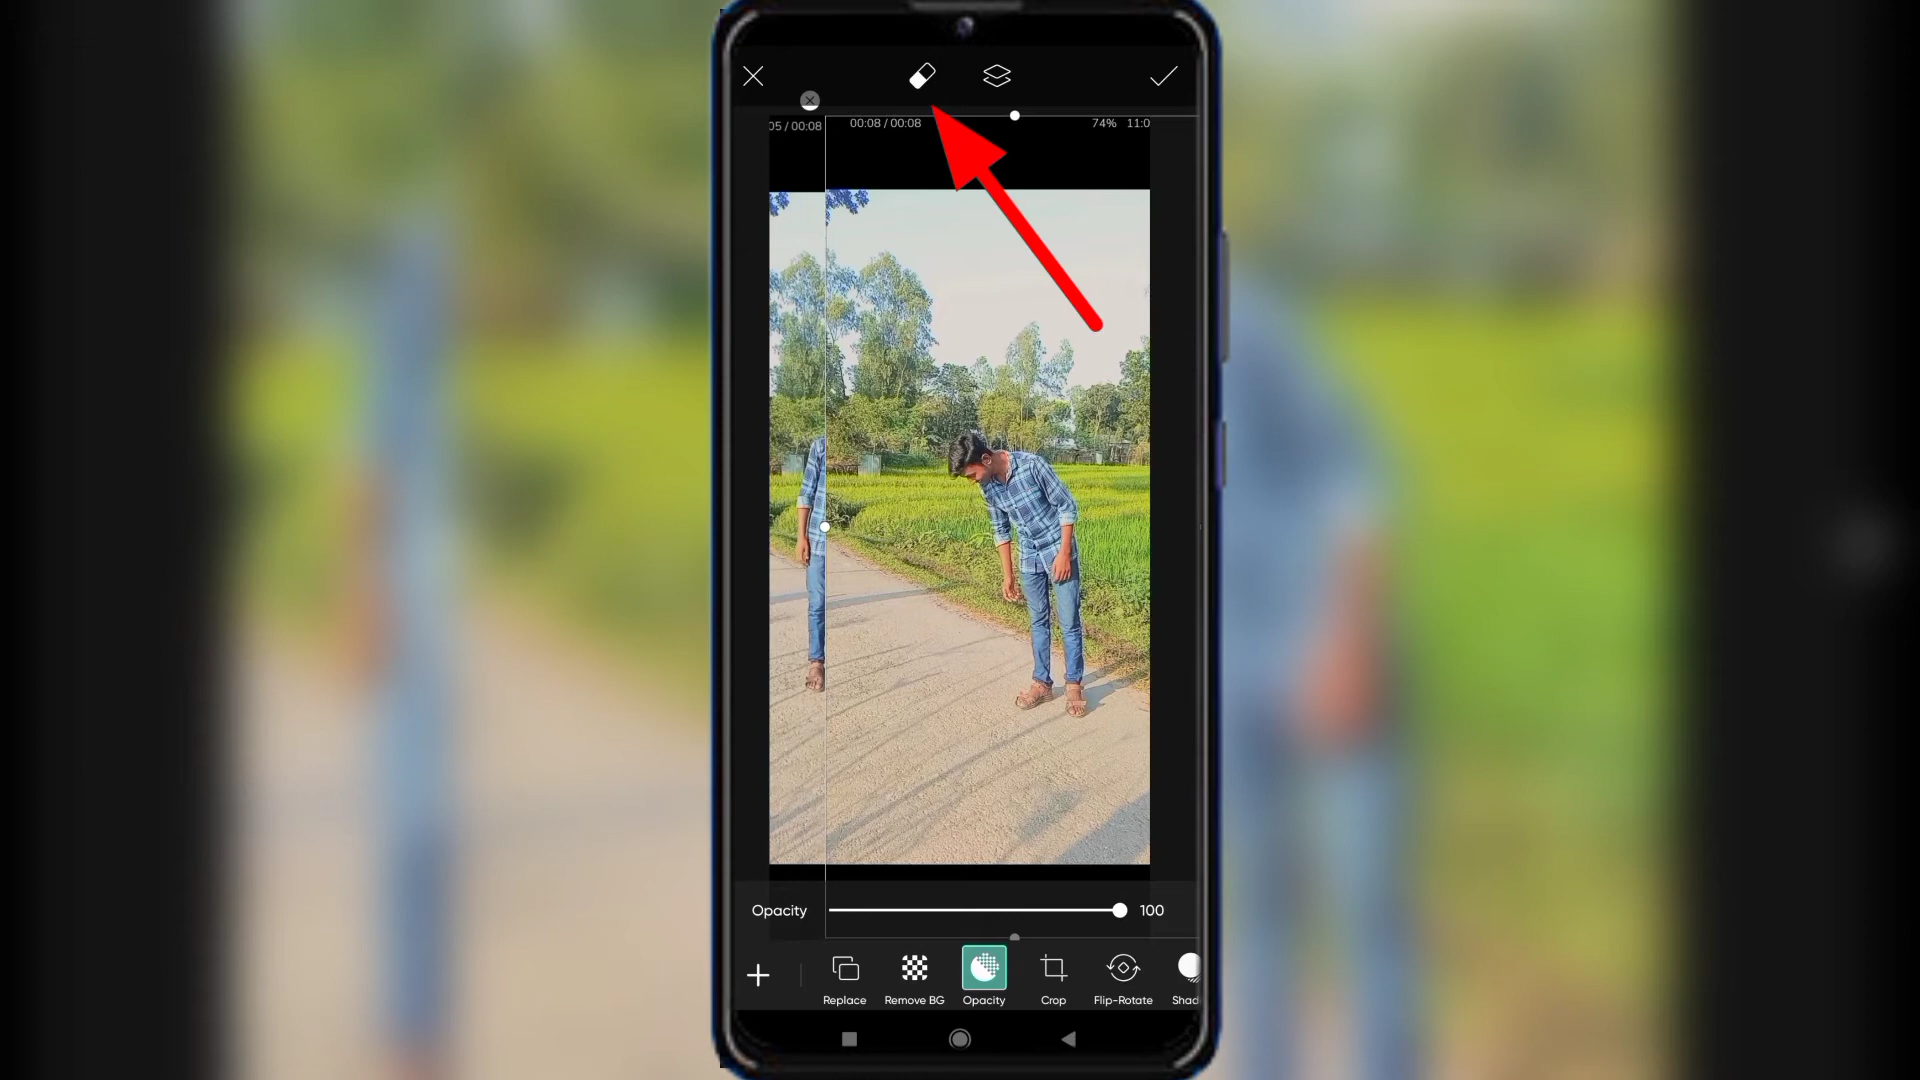 05 / 00:08
00:08 / 00:08
74% 11:0
Opacity 100
Replace Remove BG Opacity Crop Flip-Rotate Shad